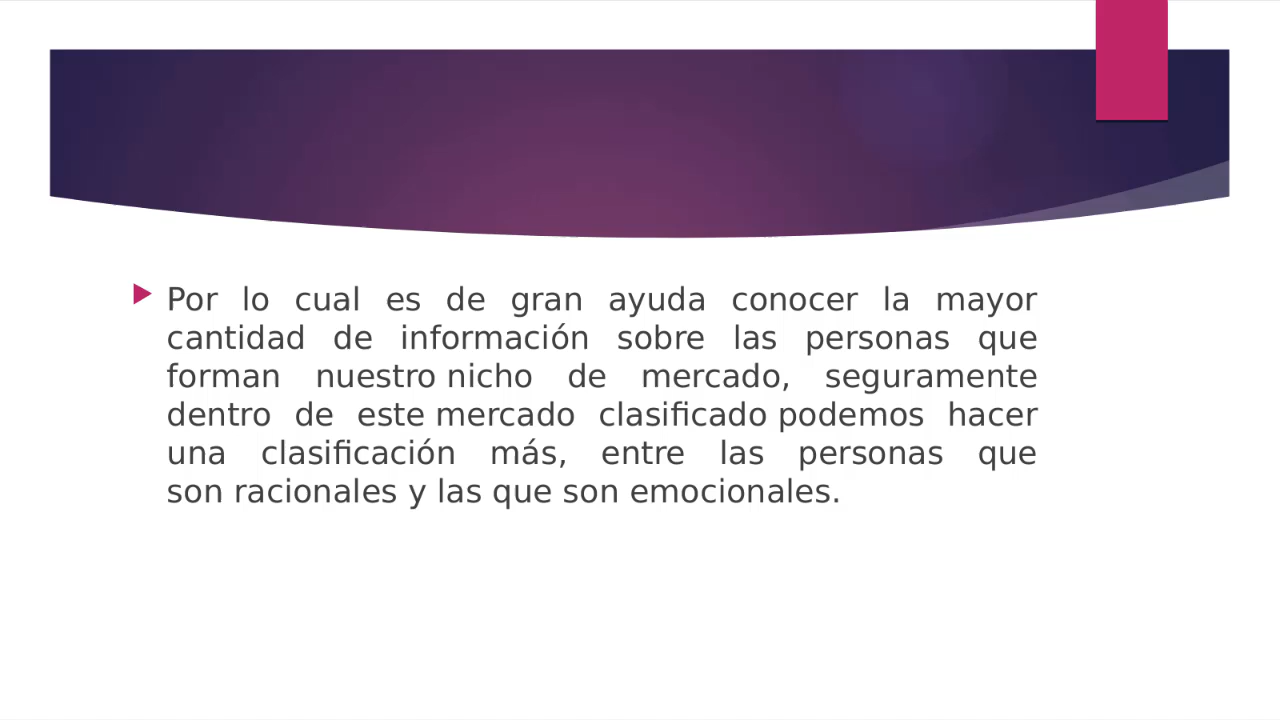 Por lo cual es de gran ayuda conocer la mayor
cantidad de información sobre las personas que
forman nuestro nicho de mercado, seguramente
dentro de este mercado clasificado podemos hacer
una clasificación más, entre las personas que
son racionales y las que son emocionales.